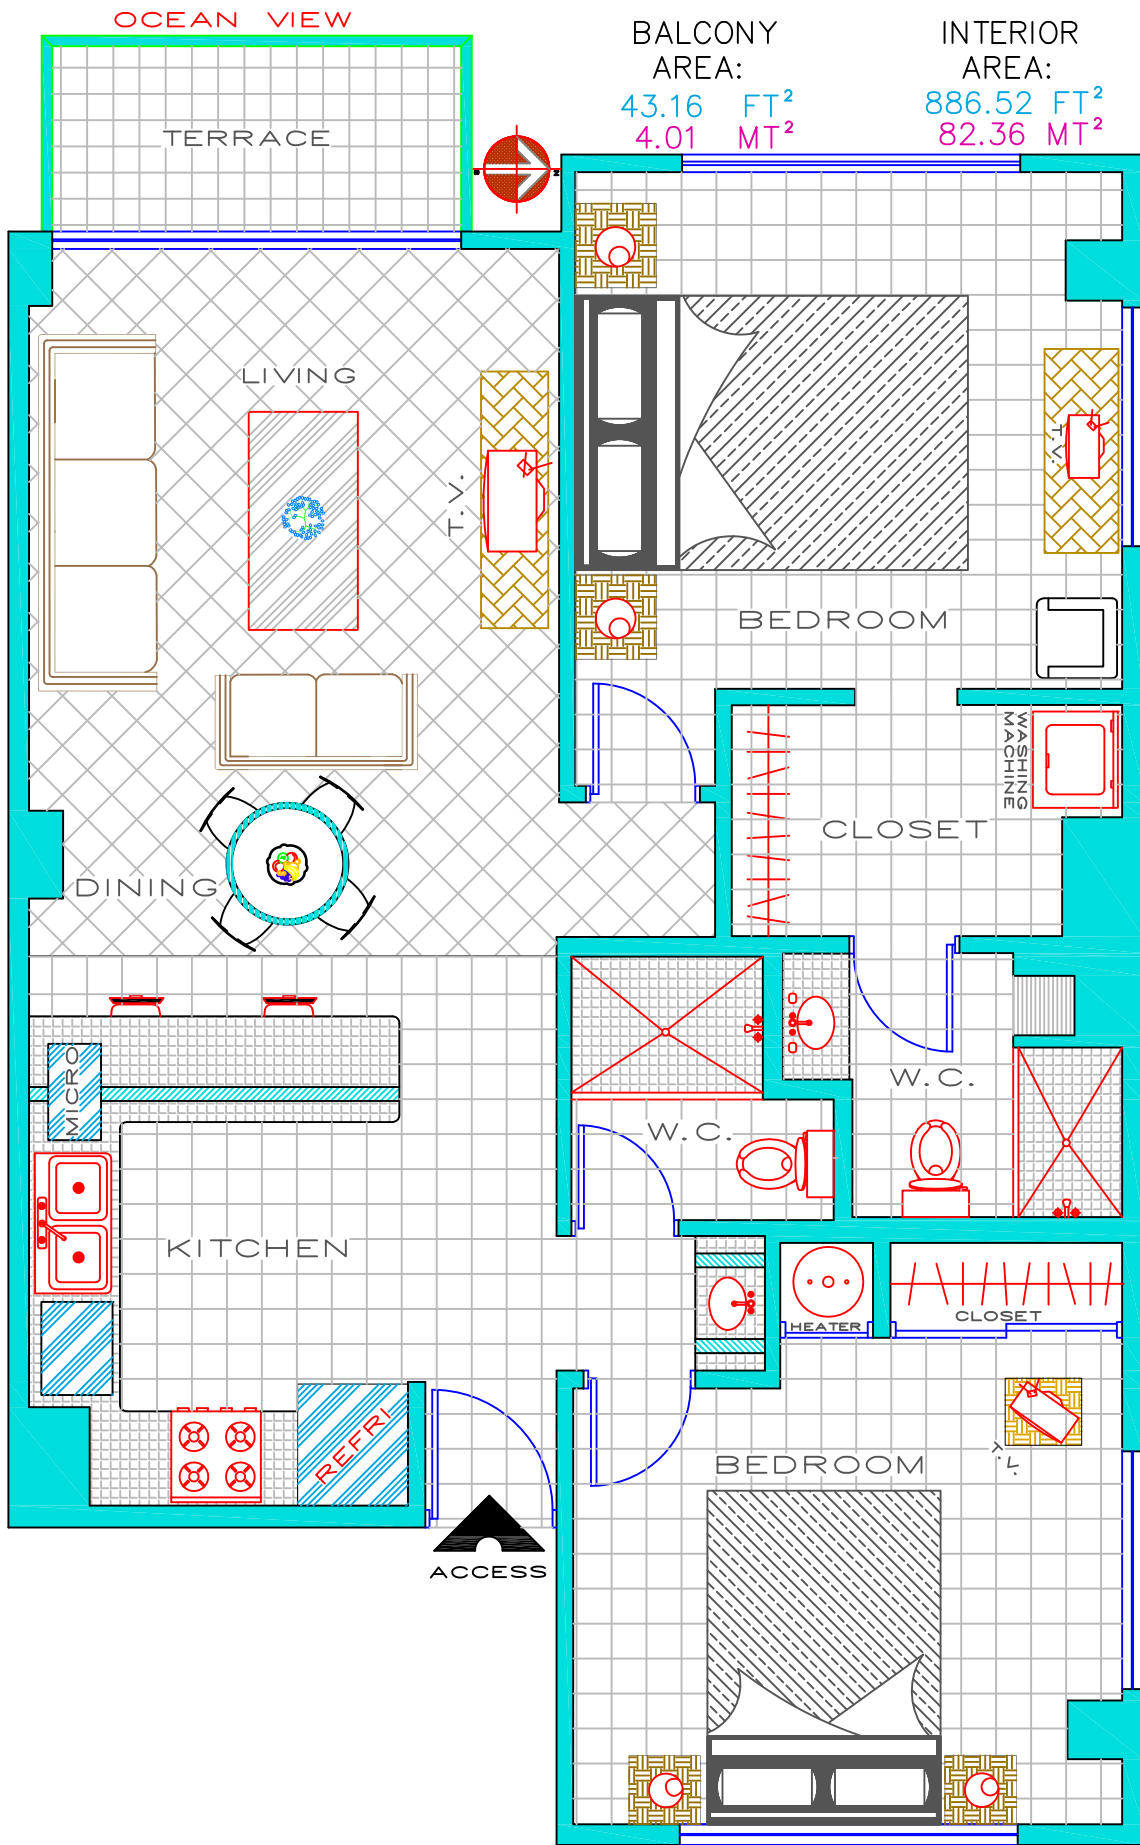 OCEAN VIEW
BALCONY
AREA:
43.16 FT²
4.01 MT²
INTERIOR
AREA:
886.52 FT²
82.36 MT²
TERRACE
LIVING
T.V.
T.V.
BEDROOM
WASHING
MACHINE
CLOSET
DINING
MICRO
W.C.
W.C.
KITCHEN
HEATER
CLOSET
REFRI
BEDROOM
T.V.
ACCESS